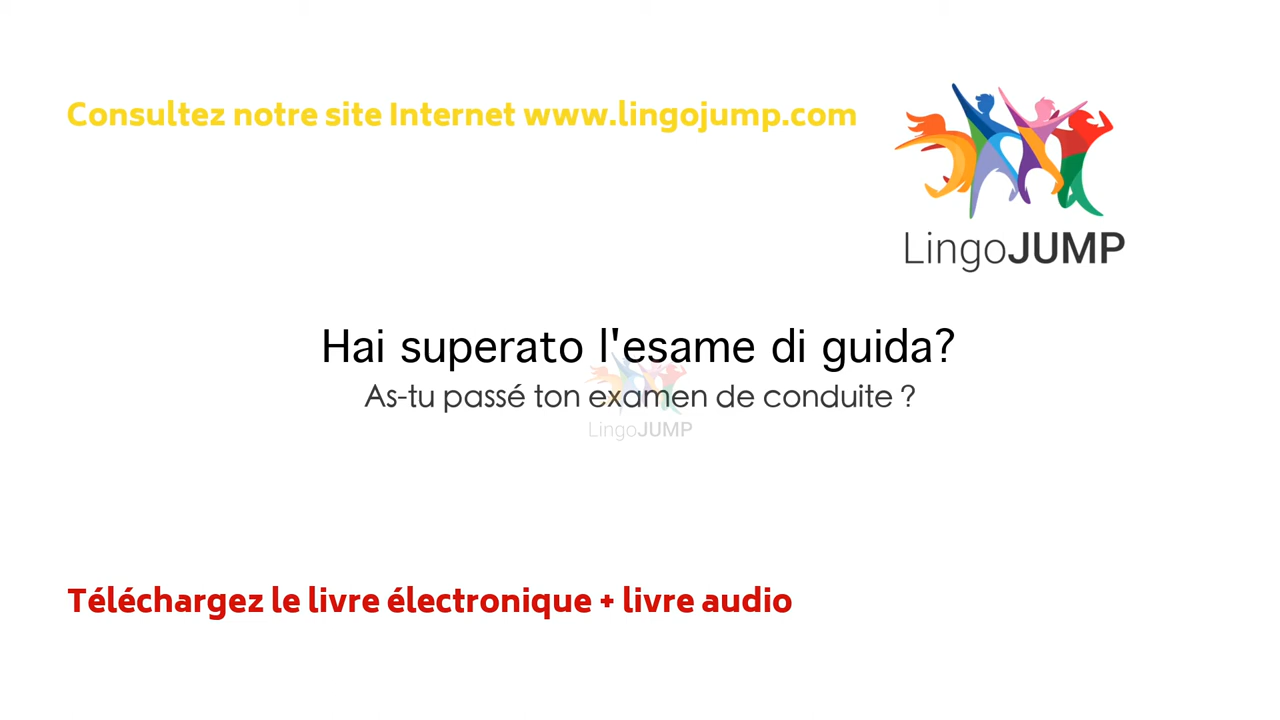 Consultez notre site Internet www.lingojump.com
LingoJUMP
Hai superato l'esame di guida?
As-tu passé ton examen de conduite ?
LingoJUMP
Téléchargez le livre électronique + livre audio